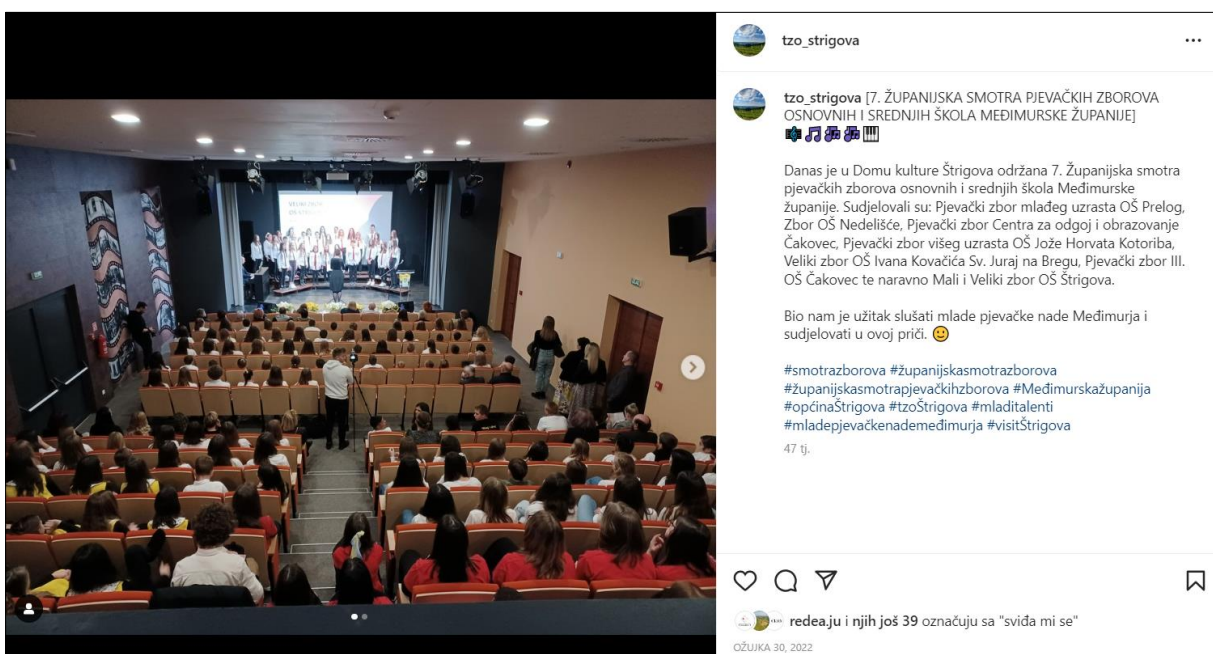 tzo_strigova
tzo_strigova [7. ŽUPANIJSKA SMOTRA PJEVAČKIH ZBOROVA
OSNOVNIH I SREDNJIH ŠKOLA MEĐIMURSKE ŽUPANIJE]
Danas je u Domu kulture Štrigova održana 7. Županijska smotra
pjevačkih zborova osnovnih i srednjih škola Međimurske
županije. Sudjelovali su: Pjevački zbor mlađeg uzrasta OŠ Prelog,
Zbor OŠ Nedelišće, Pjevački zbor Centra za odgoj i obrazovanje
Čakovec, Pjevački zbor višeg uzrasta OŠ Jože Horvata Kotoriba,
Veliki zbor OŠ Ivana Kovačića Sv. Juraj na Bregu, Pjevački zbor III.
OŠ Čakovec te naravno Mali i Veliki zbor OŠ Štrigova.
Bio nam je užitak slušati mlade pjevačke nade Međimurja i
sudjelovati u ovoj priči.
#smotrazborova #županijskasmotrazborova
#županijskasmotrapjevačkihzborova #Međimurskažupanija
#općinaŠtrigova #tzoŠtrigova #mladitalenti
#mladepjevačkenademeđimurja #visitŠtrigova
47 tj.
redea.ju i njih još 39 označuju sa "sviđa mi se"
OŽUJKA 30, 2022